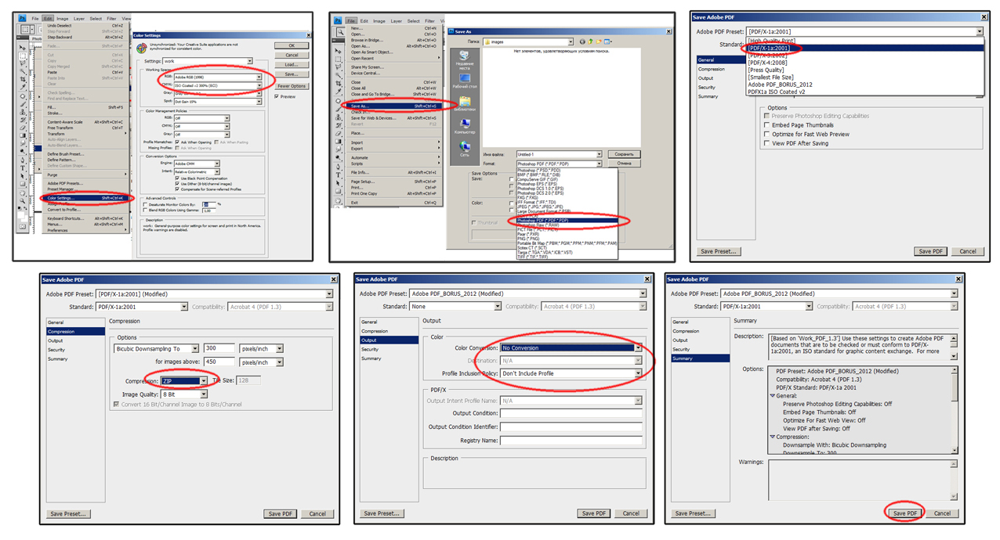 File Edit Image Layer Select Filter View
Undo Deselect Ctrl+Z
Step Forward Shift+Ctrl+Z
Step Backward Alt+Ctrl+Z
Fade... Shift+Ctrl+F
Cut Ctrl+X
Copy Ctrl+C
Copy Merged Shift+Ctrl+C
Paste Ctrl+V
Paste Into Shift+Ctrl+V
Clear
Check Spelling...
Find and Replace Text...
Fill... Shift+F5
Stroke...
Content-Aware Scale Alt+Shift+Ctrl+C
Free Transform Ctrl+T
Transform
Auto-Align Layers...
Auto-Blend Layers...
Define Brush Preset...
Define Pattern...
Define Custom Shape...
Purge
Adobe PDF Presets...
Preset Manager...
Color Settings... Shift+Ctrl+K
Assign
Convert to Profile...
Keyboard Shortcuts... Alt+Shift+Ctrl+K
Menus... Alt+Shift+Ctrl+M
Preferences
Color Settings
Unsynchronized: Your Creative Suite applications are not
synchronized for consistent color.
OK
Cancel
Load...
Save...
Fewer Options
Preview
Settings: work
Working Spaces
RGB: Adobe RGB (1998)
CMYK: ISO Coated v2 300% (ECI)
Gray:
Spot: Dot Gain 15%
Color Management Policies
RGB: Off
CMYK: Off
Gray: Off
Profile Mismatches: Ask When Opening Ask When Pasting
Missing Profiles: Ask When Opening
Conversion Options
Engine: Adobe CMM
Intent: Relative Colorimetric
Use Black Point Compensation
Use Dither (8-bit/channel images)
Compensate for Scene-referred Profiles
Advanced Controls
Desaturate Monitor Colors By: 20 %
Blend RGB Colors Using Gamma: 1.00
Description
work: General-purpose color settings for screen and print in North America.
Profile warnings are disabled.
File Edit Image Layer Select Filter
New... Ctrl+N
Open... Ctrl+O
Browse in Bridge... Alt+Ctrl+O
Open As... Alt+Shift+Ctrl+O
Open As Smart Object...
Open Recent
Share My Screen...
Device Central...
Close Ctrl+W
Close All Alt+Ctrl+W
Close and Go To Bridge... Shift+Ctrl+W
Save As... Shift+Ctrl+S
Check In...
Save for Web & Devices... Alt+Shift+Ctrl+S
Revert F12
Place...
Import
Export
Automate
Scripts
File Info... Alt+Shift+Ctrl+I
Page Setup... Shift+Ctrl+P
Print... Ctrl+P
Print One Copy Alt+Shift+Ctrl+P
Exit Ctrl+Q
Save As
Папка: images
Нет элементов, удовлетворяющих условиям поиска.
Недавние
места
Рабочий стол
Библиотеки
Компьютер
Сеть
Имя файла: Untitled-1 Сохранить
Format: Photoshop PDF (*.PDF;*.PDP) Отмена
Save Options
Save:
Color:
Thumbnail
Photoshop (*.PSD;*.PDD)
BMP (*.BMP;*.RLE;*.DIB)
CompuServe GIF (*.GIF)
Photoshop EPS (*.EPS)
Photoshop DCS 1.0 (*.EPS)
Photoshop DCS 2.0 (*.EPS)
FXG (*.FXG)
IFF Format (*.IFF;*.TDI)
JPEG (*.JPG;*.JPEG;*.JPE)
Large Document Format (*.PSB)
Photoshop PDF (*.PDF;*.PDP)
Photoshop Raw (*.RAW)
PICT File (*.PCT;*.PICT)
Pixar (*.PXR)
PNG (*.PNG)
Portable Bit Map (*.PBM;*.PGM;*.PPM;*.PNM;*.PFM;*.PAM)
Scitex CT (*.SCT)
Targa (*.TGA;*.VDA;*.ICB;*.VST)
TIFF (*.TIF;*.TIFF)
Save Adobe PDF
Adobe PDF Preset: [PDF/X-1a:2001]
Standard:
[High Quality Print]
[PDF/X-1a:2001]
[PDF/X-3:2002]
[PDF/X-4:2008]
[Press Quality]
[Smallest File Size]
Adobe PDF_BORUS_2012
PDFX1a ISO Coated v2
General
Compression
Output
Security
Summary
Options
Preserve Photoshop Editing Capabilities
Embed Page Thumbnails
Optimize for Fast Web Preview
View PDF After Saving
Save Preset... Save PDF Cancel
Save Adobe PDF
Adobe PDF Preset: [PDF/X-1a:2001] (Modified)
Standard: PDF/X-1a:2001 Compatibility: Acrobat 4 (PDF 1.3)
General
Compression
Output
Security
Summary
Compression
Options
Bicubic Downsampling To 300 pixels/inch
for images above: 450 pixels/inch
Compression: ZIP Tile Size: 128
Image Quality: 8 Bit
Convert 16 Bit/Channel Image to 8 Bits/Channel
Save Preset... Save PDF Cancel
Save Adobe PDF
Adobe PDF Preset: Adobe PDF_BORUS_2012 (Modified)
Standard: None Compatibility: Acrobat 4 (PDF 1.3)
General
Compression
Output
Security
Summary
Output
Color
Color Conversion: No Conversion
Destination: N/A
Profile Inclusion Policy: Don't Include Profile
PDF/X
Output Intent Profile Name: N/A
Output Condition:
Output Condition Identifier:
Registry Name:
Description
Save Preset... Save PDF Cancel
Save Adobe PDF
Adobe PDF Preset: Adobe PDF_BORUS_2012 (Modified)
Standard: PDF/X-1a:2001 Compatibility: Acrobat 4 (PDF 1.3)
General
Compression
Output
Security
Summary
Summary
Description: [Based on 'Work_PDF_1.3'] Use these settings to create Adobe PDF
documents that are to be checked or must conform to PDF/X-
1a:2001, an ISO standard for graphic content exchange. For more
Options: PDF Preset: Adobe PDF_BORUS_2012 (Modified)
Compatibility: Acrobat 4 (PDF 1.3)
PDF/X Standard: PDF/X-1a 2001
General:
Preserve Photoshop Editing Capabilities: Off
Embed Page Thumbnails: Off
Optimize For Fast Web View: Off
View PDF after Saving: Off
Compression:
Downsample With: Bicubic Downsampling
Downsample To: 300
Warnings:
Save Preset... Save PDF Cancel